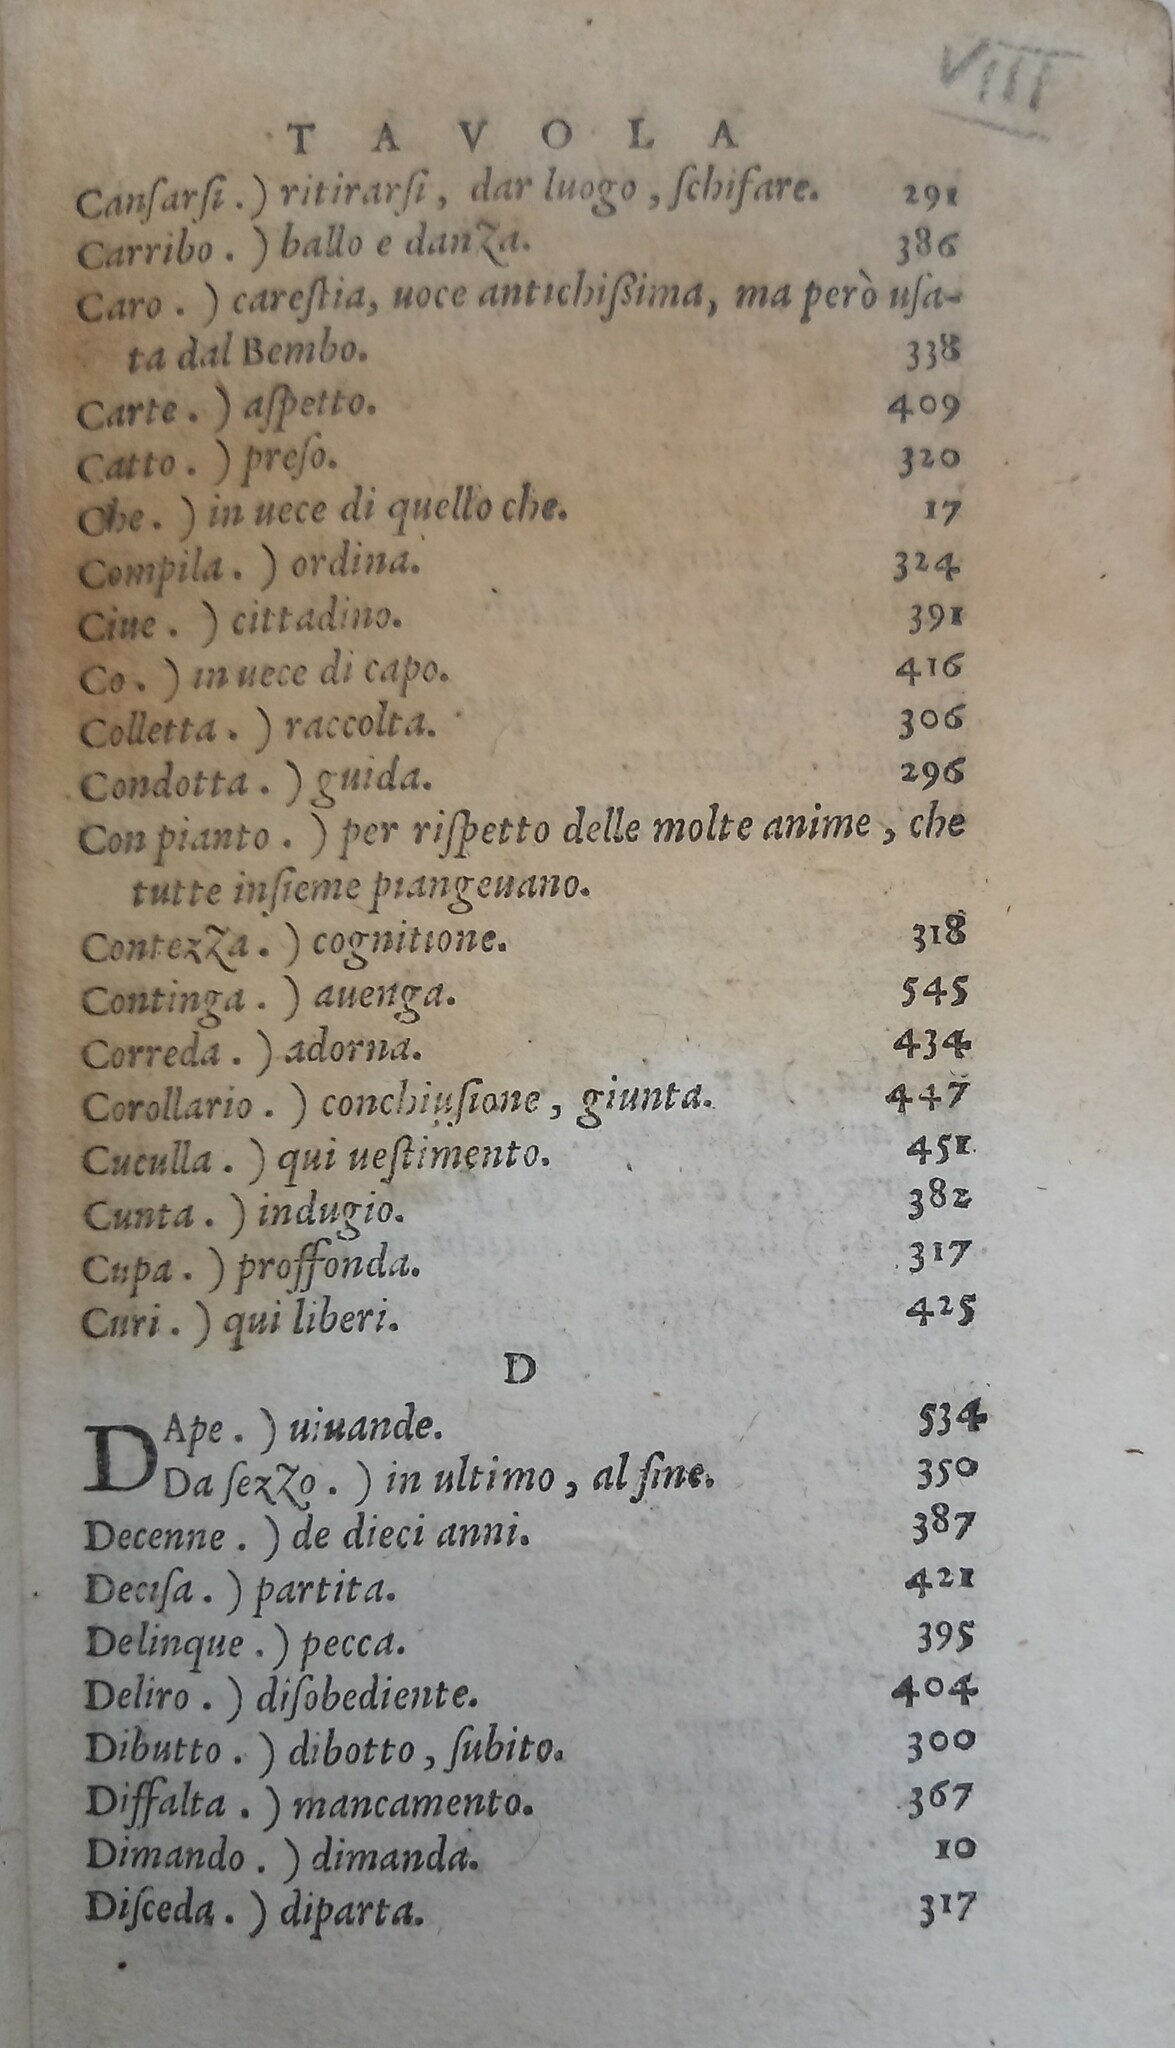 VIII
TAVOLA
Canſarſi.) ritirarſi, dar luogo, ſchifare. 291
Carribo.) ballo e danza. 386
Caro.) careſtia, uoce antichißima, ma però uſa-
ta dal Bembo. 338
Carte.) aſpetto. 409
Catto.) preſo. 320
Che.) in uece di quello che. 17
Compila.) ordina. 324
Ciue.) cittadino. 391
Co.) in uece di capo. 416
Colletta.) raccolta. 306
Condotta.) guida. 296
Con pianto.) per riſpetto delle molte anime, che
tutte inſieme piangeuano.
Contezza.) cognitione. 318
Continga.) auenga. 545
Correda.) adorna. 434
Corollario.) conchiuſione, giunta. 447
Cuculla.) qui ueſtimento. 451
Cunta.) indugio. 382
Cupa.) proffonda. 317
Curi.) qui liberi. 425
D
DApe.) uiuande. 534
Da ſezzo.) in ultimo, al fine. 350
Decenne.) de dieci anni. 387
Deciſa.) partita. 421
Delinque.) pecca. 395
Deliro.) diſobediente. 404
Dibutto.) dibotto, ſubito. 300
Diffalta.) mancamento. 367
Dimando.) dimanda. 10
Diſceda.) diparta. 317